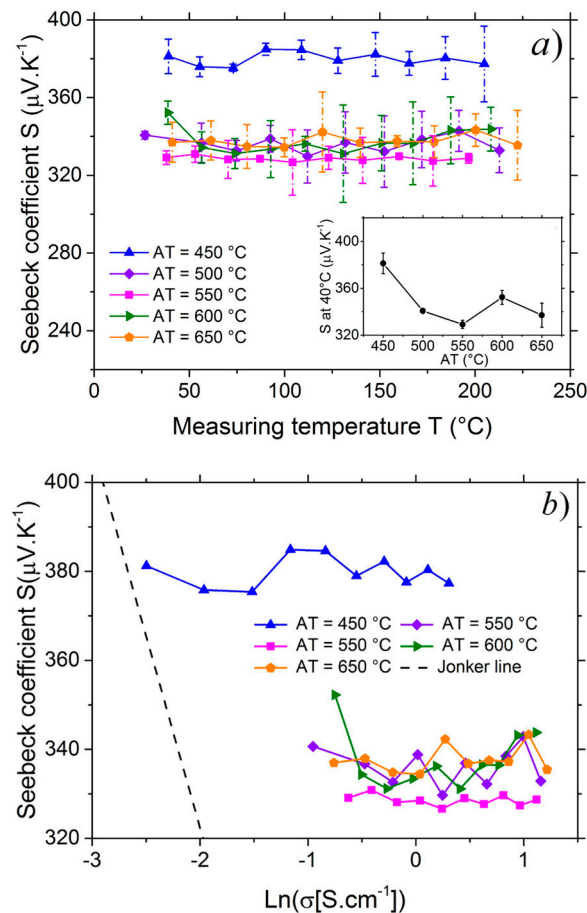 a)
Seebeck coefficient S (μV.K⁻¹)
400
360
320
280
240
AT = 450 °C
AT = 500 °C
AT = 550 °C
AT = 600 °C
AT = 650 °C
S at 40°C (μV.K⁻¹)
400
360
320
450 500 550 600 650
AT (°C)
0 50 100 150 200 250
Measuring temperature T (°C)
b)
Seebeck coefficient S(μV.K⁻¹)
400
380
360
340
320
AT = 450 °C AT = 550 °C
AT = 550 °C AT = 600 °C
AT = 650 °C Jonker line
-3 -2 -1 0 1
Ln(σ[S.cm⁻¹])